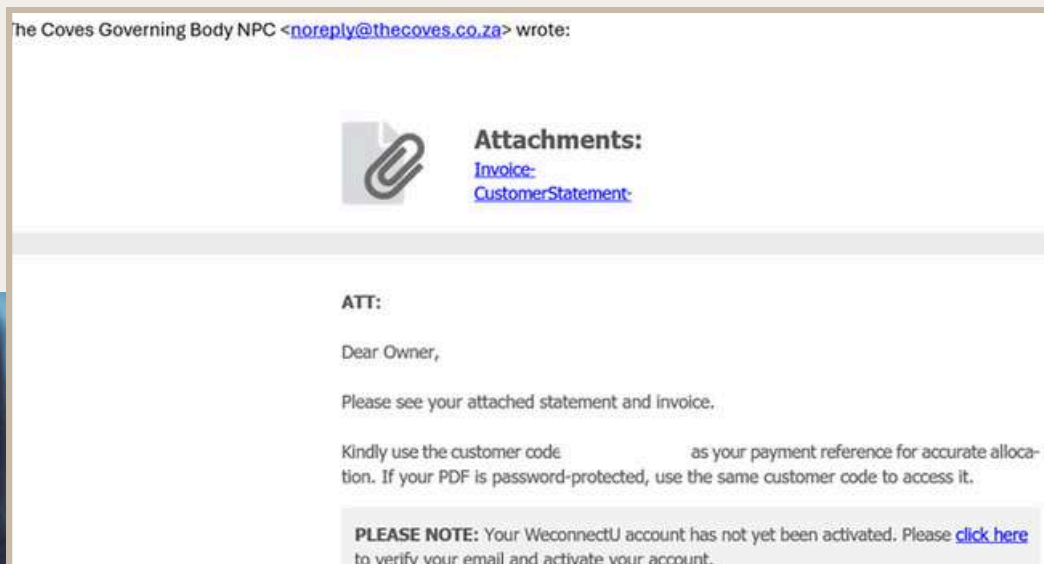 The Coves Governing Body NPC <noreply@thecoves.co.za> wrote:
Attachments:
Invoice-
CustomerStatement-
ATT:
Dear Owner,
Please see your attached statement and invoice.
Kindly use the customer code as your payment reference for accurate alloca-
tion. If your PDF is password-protected, use the same customer code to access it.
PLEASE NOTE: Your WeconnectU account has not yet been activated. Please click here
to verify your email and activate your account.